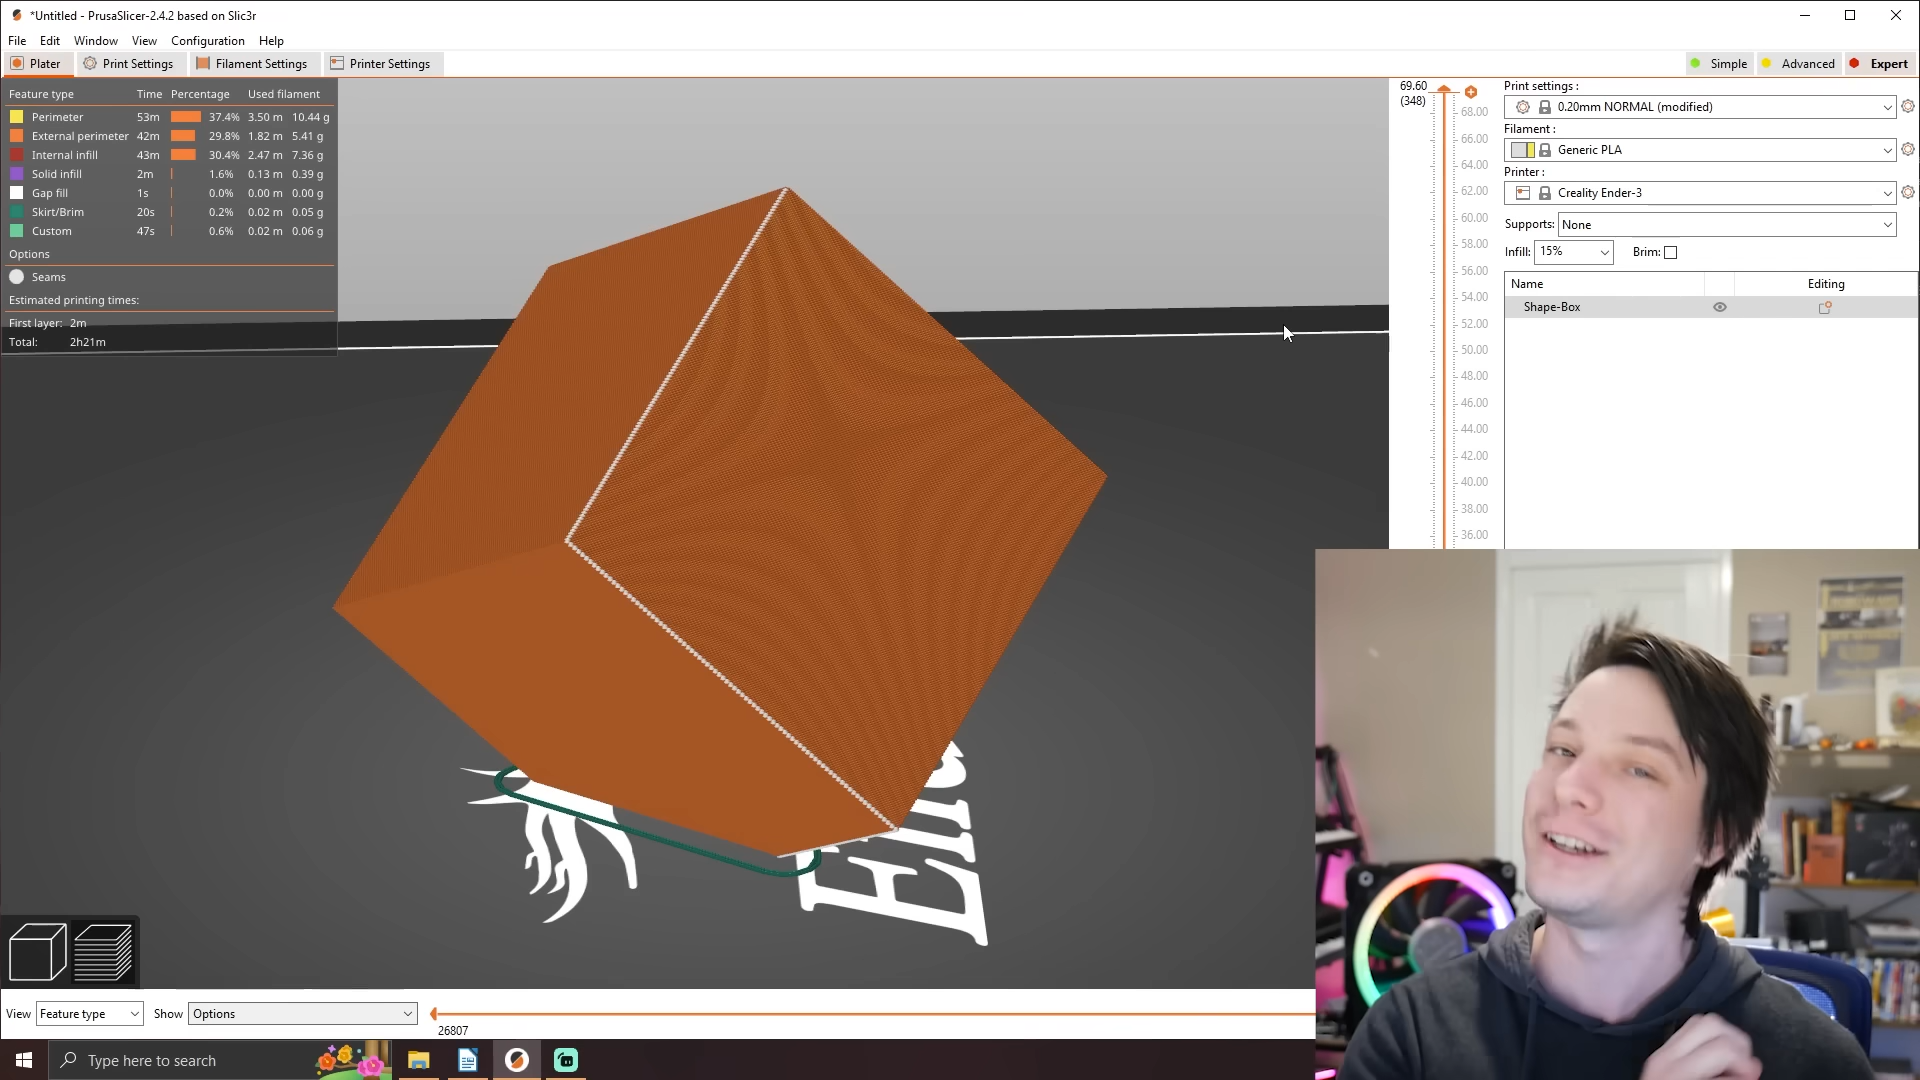 *Untitled - PrusaSlicer-2.4.2 based on Slic3r
File Edit Window View Configuration Help
Plater Print Settings Filament Settings Printer Settings Simple Advanced Expert
Feature type Time Percentage Used filament
Perimeter 53m 37.4% 3.50 m 10.44 g
External perimeter 42m 29.8% 1.82 m 5.41 g
Internal infill 43m 30.4% 2.47 m 7.36 g
Solid infill 2m 1.6% 0.13 m 0.39 g
Gap fill 1s 0.0% 0.00 m 0.00 g
Skirt/Brim 20s 0.2% 0.02 m 0.05 g
Custom 47s 0.6% 0.02 m 0.06 g
Options
Seams
Estimated printing times:
First layer: 2m
Total: 2h21m
69.60
(348)
68.00
66.00
64.00
62.00
60.00
58.00
56.00
54.00
52.00
50.00
48.00
46.00
44.00
42.00
40.00
38.00
36.00
Print settings :
0.20mm NORMAL (modified)
Filament :
Generic PLA
Printer :
Creality Ender-3
Supports: None
Infill: 15% Brim:
Name Editing
Shape-Box
View Feature type Show Options
26807
Type here to search